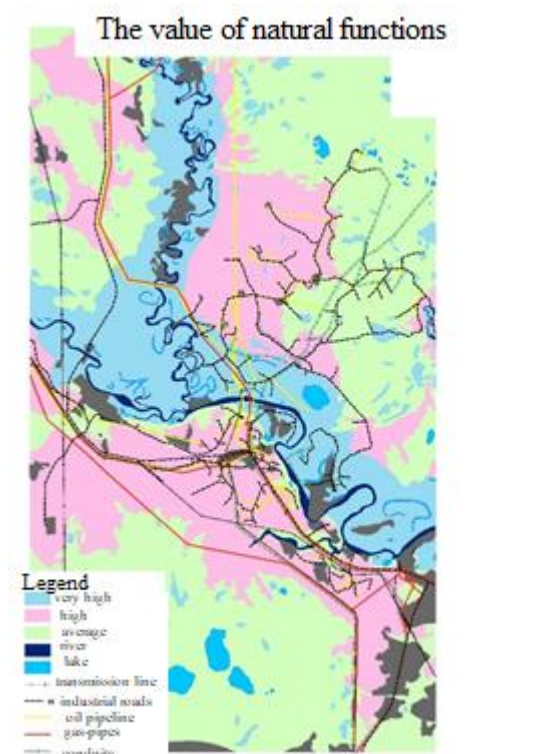 The value of natural functions
Legend
very high
high
average
river
lake
transmission line
industrial roads
oil pipeline
gas-pipes